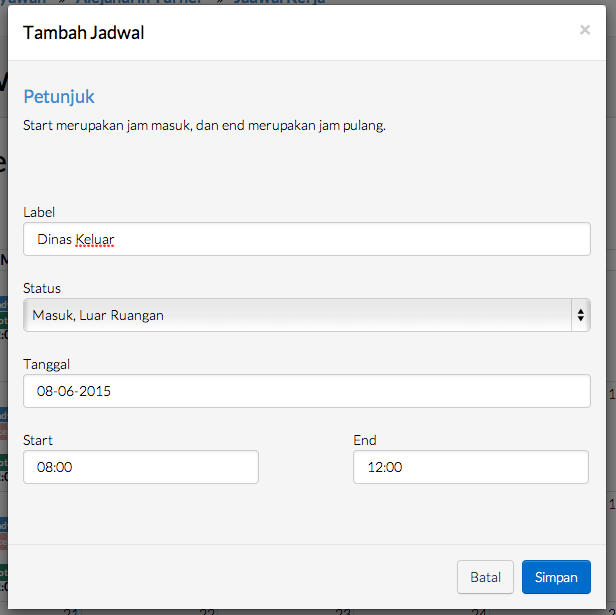 Tambah Jadwal
×
Petunjuk
Start merupakan jam masuk, dan end merupakan jam pulang.
Label
Dinas Keluar
Status
Masuk, Luar Ruangan
Tanggal
08-06-2015
Start
End
08:00
12:00
Batal
Simpan